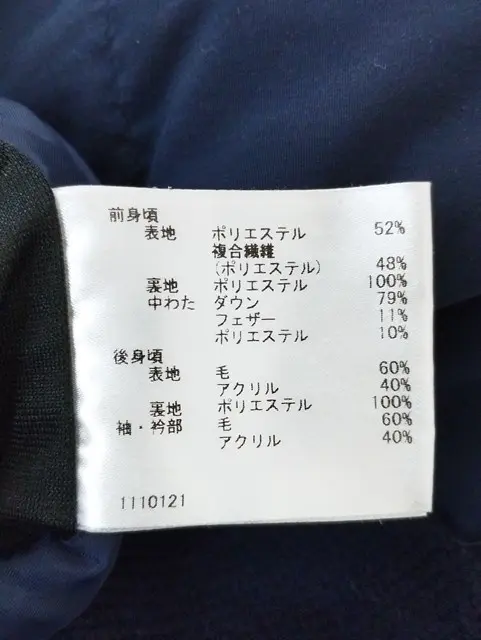 前身頃
表地 ポリエステル 52%
複合繊維
(ポリエステル) 48%
裏地 ポリエステル 100%
中わた ダウン 79%
フェザー 11%
ポリエステル 10%
後身頃
表地 毛 60%
アクリル 40%
裏地 ポリエステル 100%
袖・衿部 毛 60%
アクリル 40%
1110121